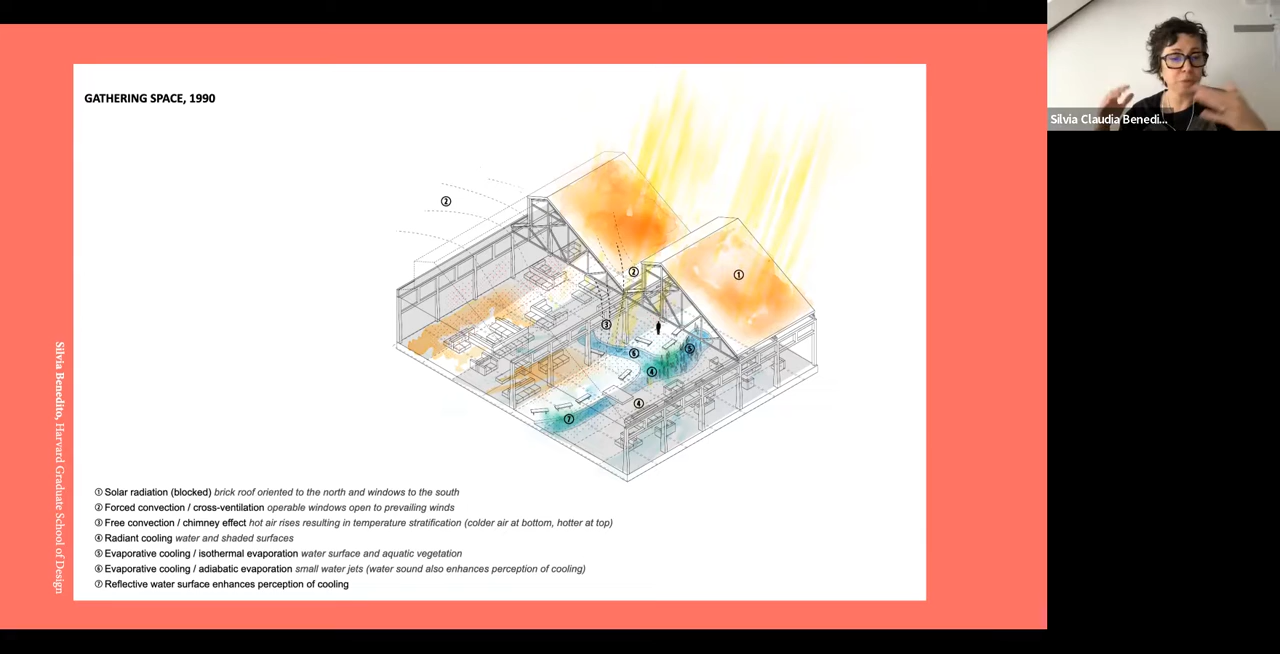 GATHERING SPACE, 1990
Silvia Claudia Benedi...
②
②
①
③
⑥
⑤
④
④
⑦
Silvia Benedito, Harvard Graduate School of Design
① Solar radiation (blocked) brick roof oriented to the north and windows to the south
② Forced convection / cross-ventilation operable windows open to prevailing winds
③ Free convection / chimney effect hot air rises resulting in temperature stratification (colder air at bottom, hotter at top)
④ Radiant cooling water and shaded surfaces
⑤ Evaporative cooling / isothermal evaporation water surface and aquatic vegetation
⑥ Evaporative cooling / adiabatic evaporation small water jets (water sound also enhances perception of cooling)
⑦ Reflective water surface enhances perception of cooling